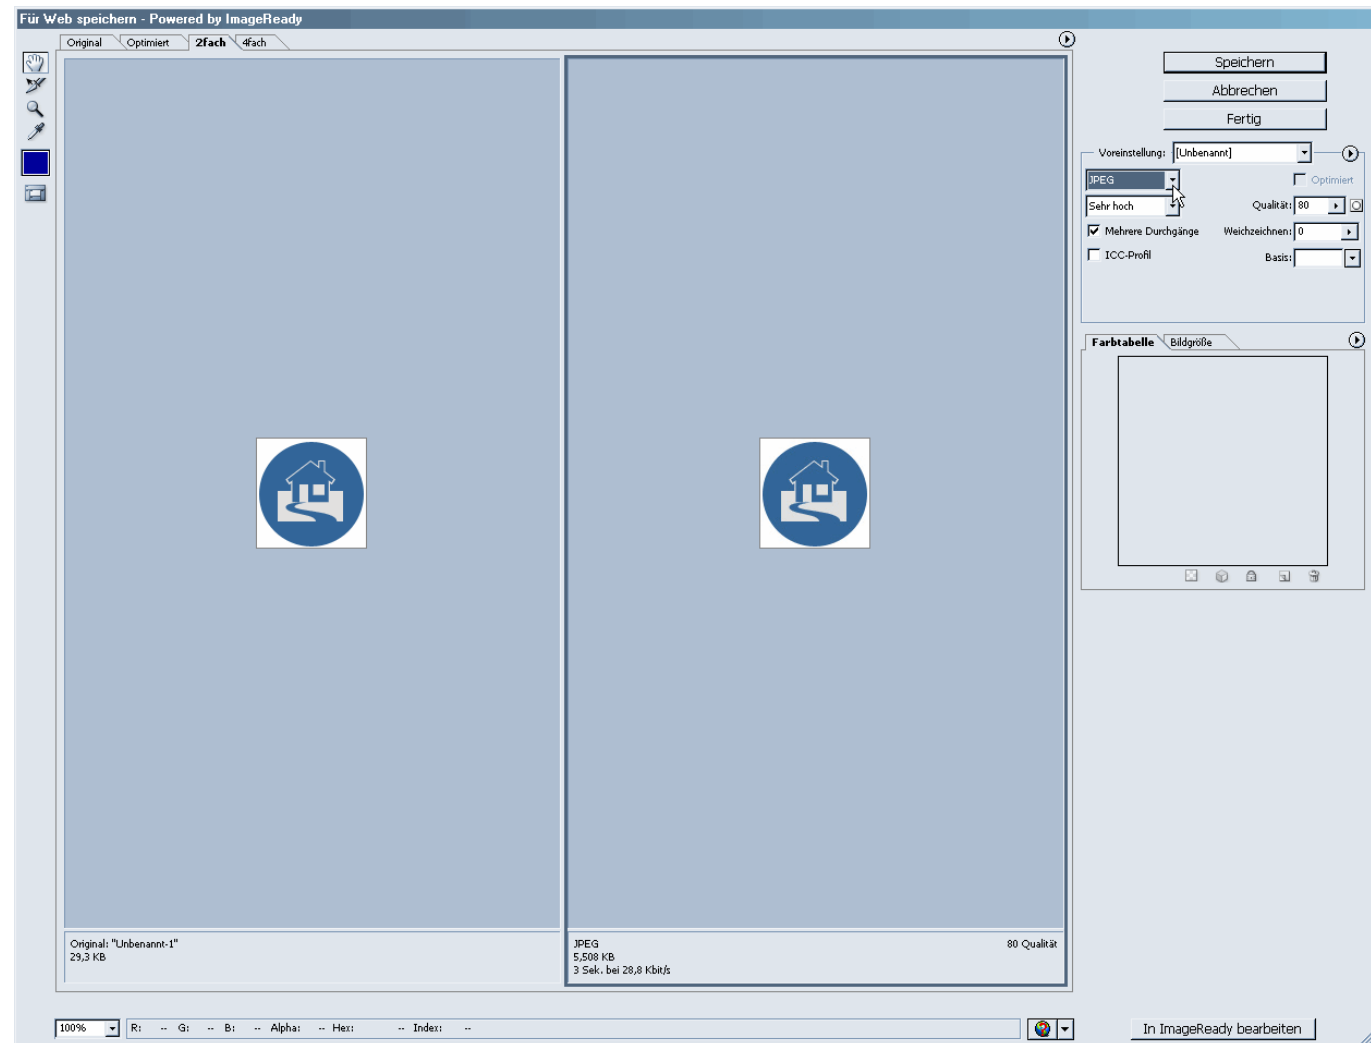 Für Web speichern - Powered by ImageReady
Original Optimiert 2fach 4fach
Speichern
Abbrechen
Fertig
Voreinstellung: [Unbenannt]
JPEG Optimiert
Sehr hoch Qualität: 80
Mehrere Durchgänge Weichzeichnen: 0
ICC-Profil Basis:
Farbtabelle Bildgröße
Original: "Unbenannt-1"
29,3 KB
JPEG 80 Qualität
5,508 KB
3 Sek. bei 28,8 Kbit/s
100% R: -- G: -- B: -- Alpha: -- Hex: -- Index: --
In ImageReady bearbeiten